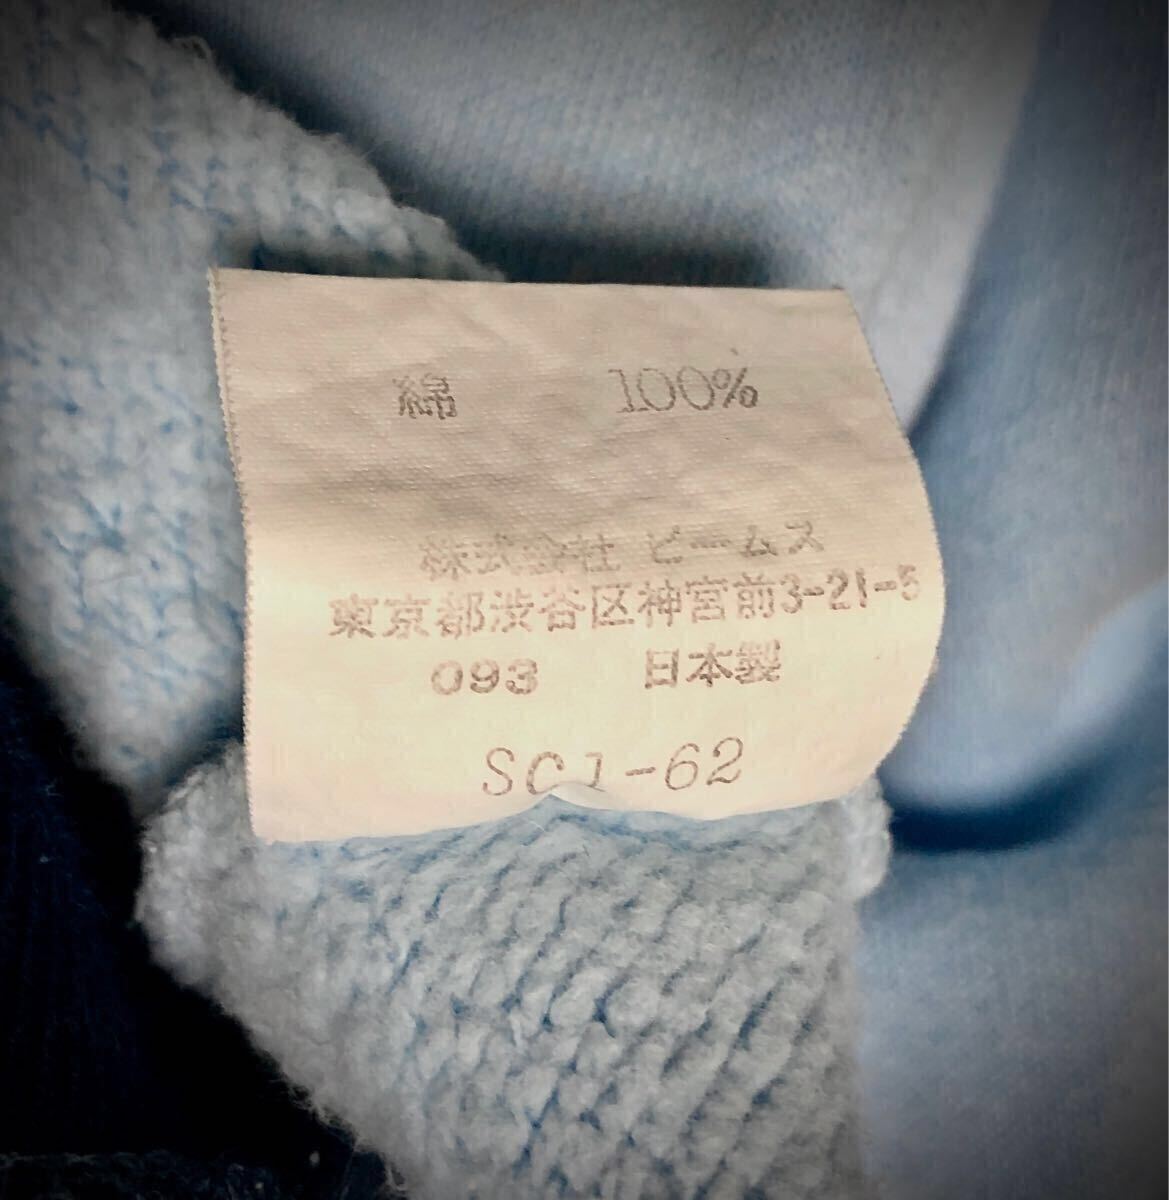 綿 100%
株式会社 ビームス
東京都渋谷区神宮前3-21-5
093 日本製
SC1-62